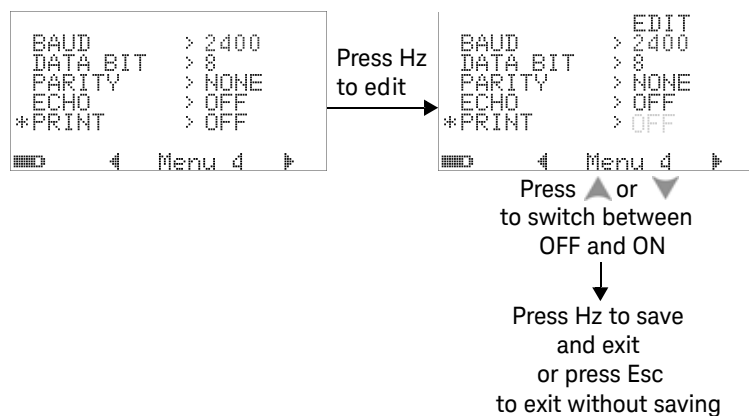 BAUD > 2400
DATA BIT > 8
PARITY > NONE
ECHO > OFF
*PRINT > OFF
Menu 4
Press Hz
to edit
EDIT
BAUD > 2400
DATA BIT > 8
PARITY > NONE
ECHO > OFF
*PRINT > OFF
Menu 4
Press ▲ or ▼
to switch between
OFF and ON
Press Hz to save
and exit
or press Esc
to exit without saving